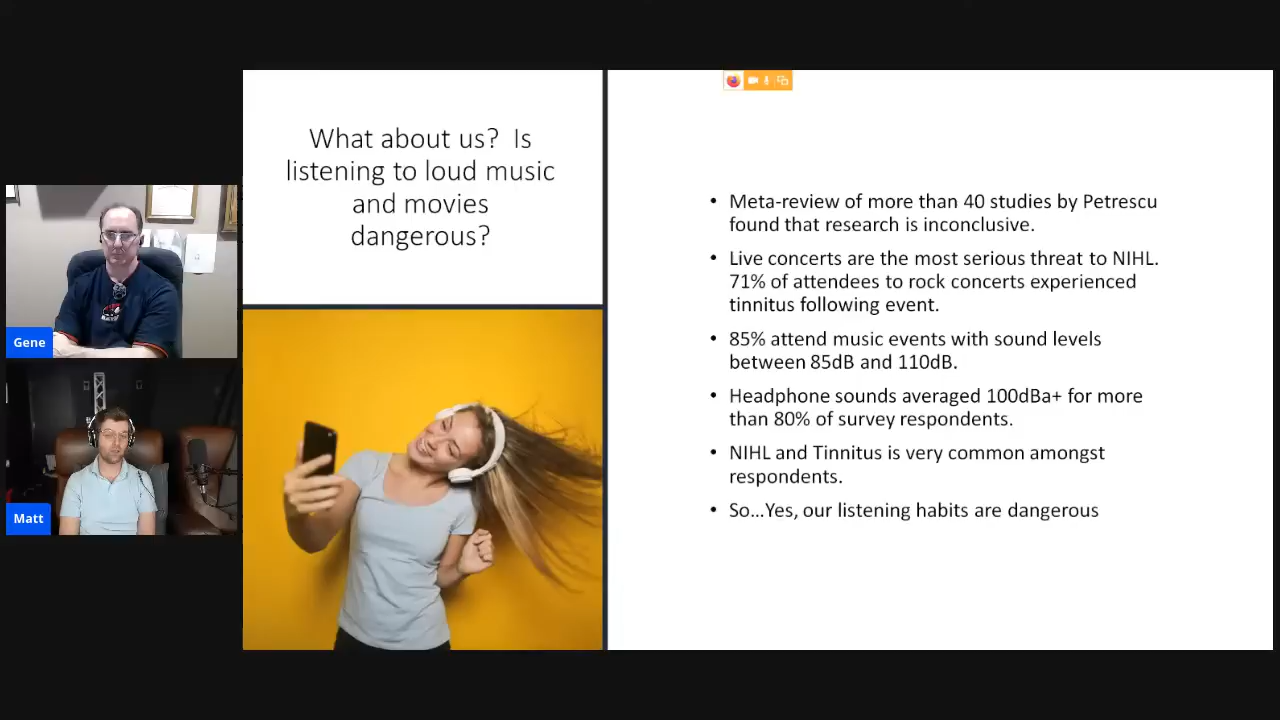 What about us? Is
listening to loud music
and movies
dangerous?
• Meta-review of more than 40 studies by Petrescu
found that research is inconclusive.
• Live concerts are the most serious threat to NIHL.
71% of attendees to rock concerts experienced
tinnitus following event.
• 85% attend music events with sound levels
between 85dB and 110dB.
• Headphone sounds averaged 100dBa+ for more
than 80% of survey respondents.
• NIHL and Tinnitus is very common amongst
respondents.
• So...Yes, our listening habits are dangerous
Gene
Matt